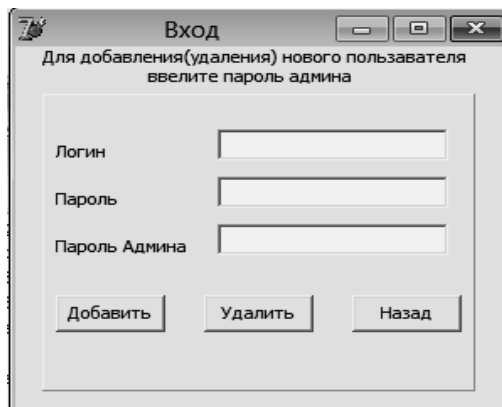 Вход
Для добавления(удаления) нового пользавателя
ввелите пароль админа
Логин
Пароль
Пароль Админа
Добавить Удалить Назад